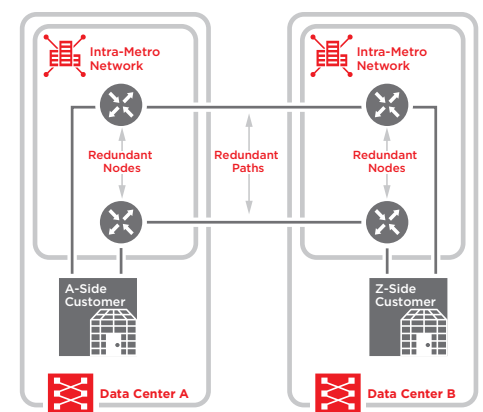 Intra-Metro
Network
Intra-Metro
Network
Redundant
Nodes
Redundant
Paths
Redundant
Nodes
A-Side
Customer
Z-Side
Customer
Data Center A
Data Center B